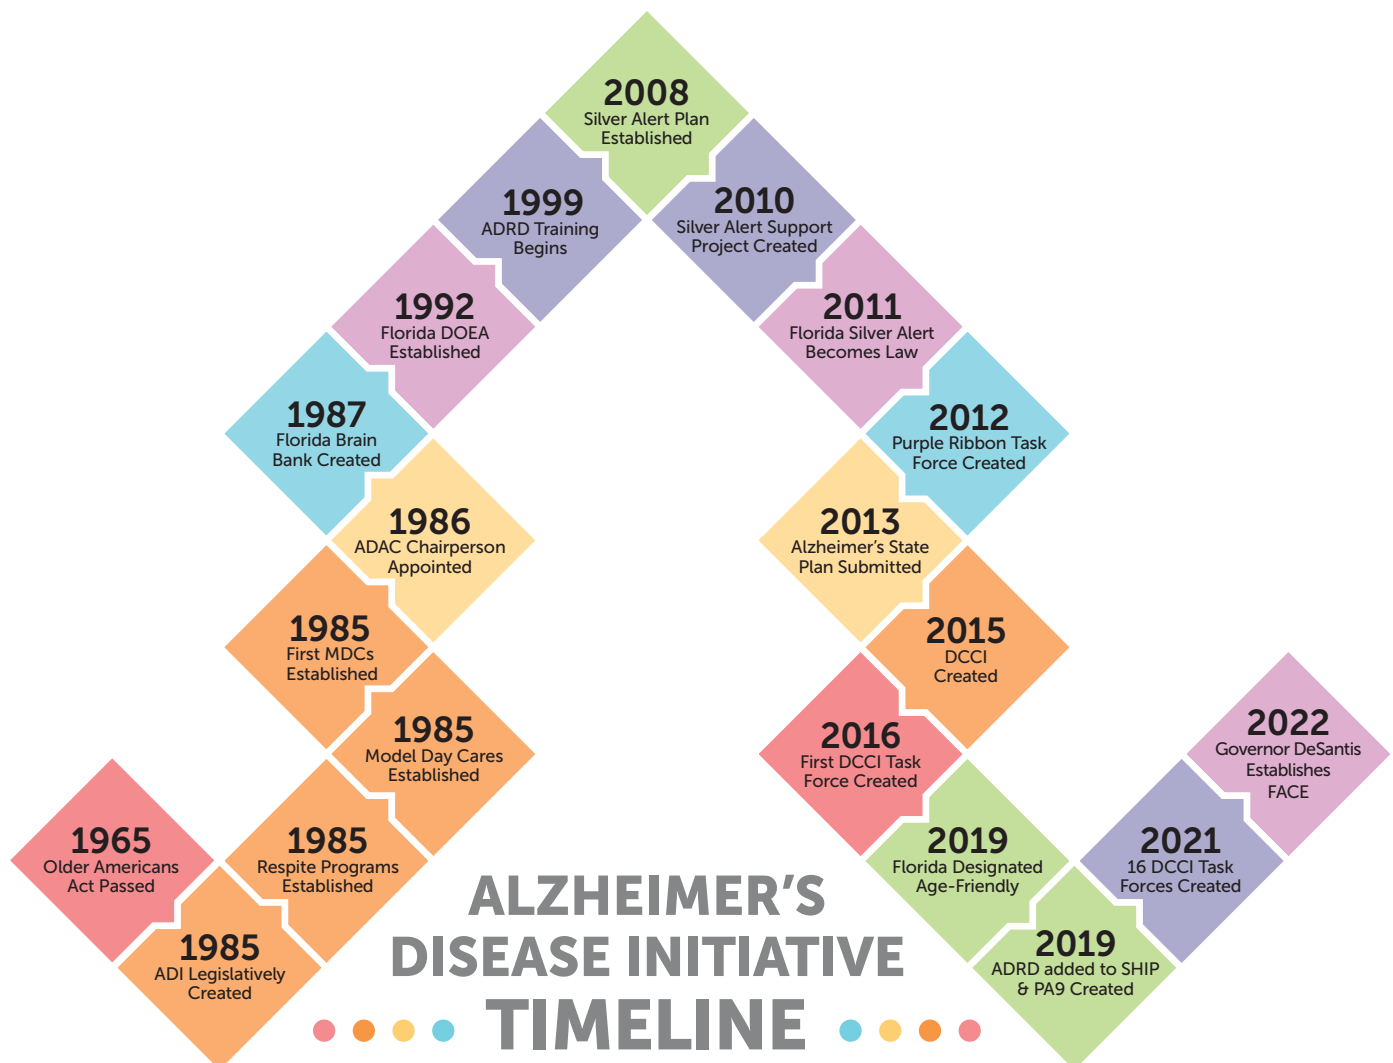 2008
Silver Alert Plan
Established
1999
ADRD Training
Begins
2010
Silver Alert Support
Project Created
1992
Florida DOEA
Established
2011
Florida Silver Alert
Becomes Law
1987
Florida Brain
Bank Created
2012
Purple Ribbon Task
Force Created
1986
ADAC Chairperson
Appointed
2013
Alzheimer’s State
Plan Submitted
1985
First MDCs
Established
2015
DCCI
Created
1985
Model Day Cares
Established
2016
First DCCI Task
Force Created
2022
Governor DeSantis
Establishes
FACE
1965
Older Americans
Act Passed
1985
Respite Programs
Established
2019
Florida Designated
Age-Friendly
2021
16 DCCI Task
Forces Created
1985
ADI Legislatively
Created
2019
ADRD added to SHIP
& PA9 Created
ALZHEIMER’S
DISEASE INITIATIVE
TIMELINE